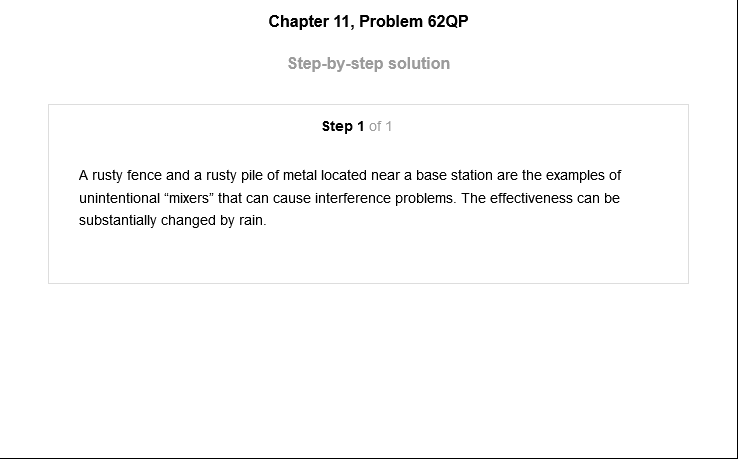 Chapter 11, Problem 62QP
Step-by-step solution
Step 1 of 1
A rusty fence and a rusty pile of metal located near a base station are the examples of
unintentional “mixers” that can cause interference problems. The effectiveness can be
substantially changed by rain.